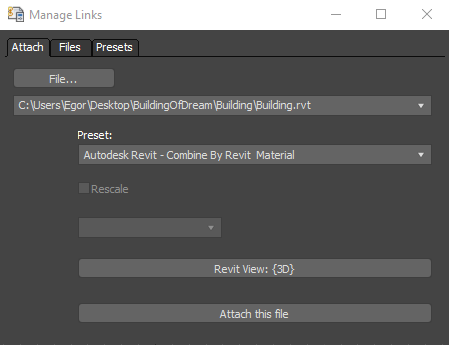 Manage Links
Attach Files Presets
File...
C:\Users\Egor\Desktop\BuildingOfDream\Building\Building.rvt
Preset:
Autodesk Revit - Combine By Revit Material
Rescale
Revit View: {3D}
Attach this file